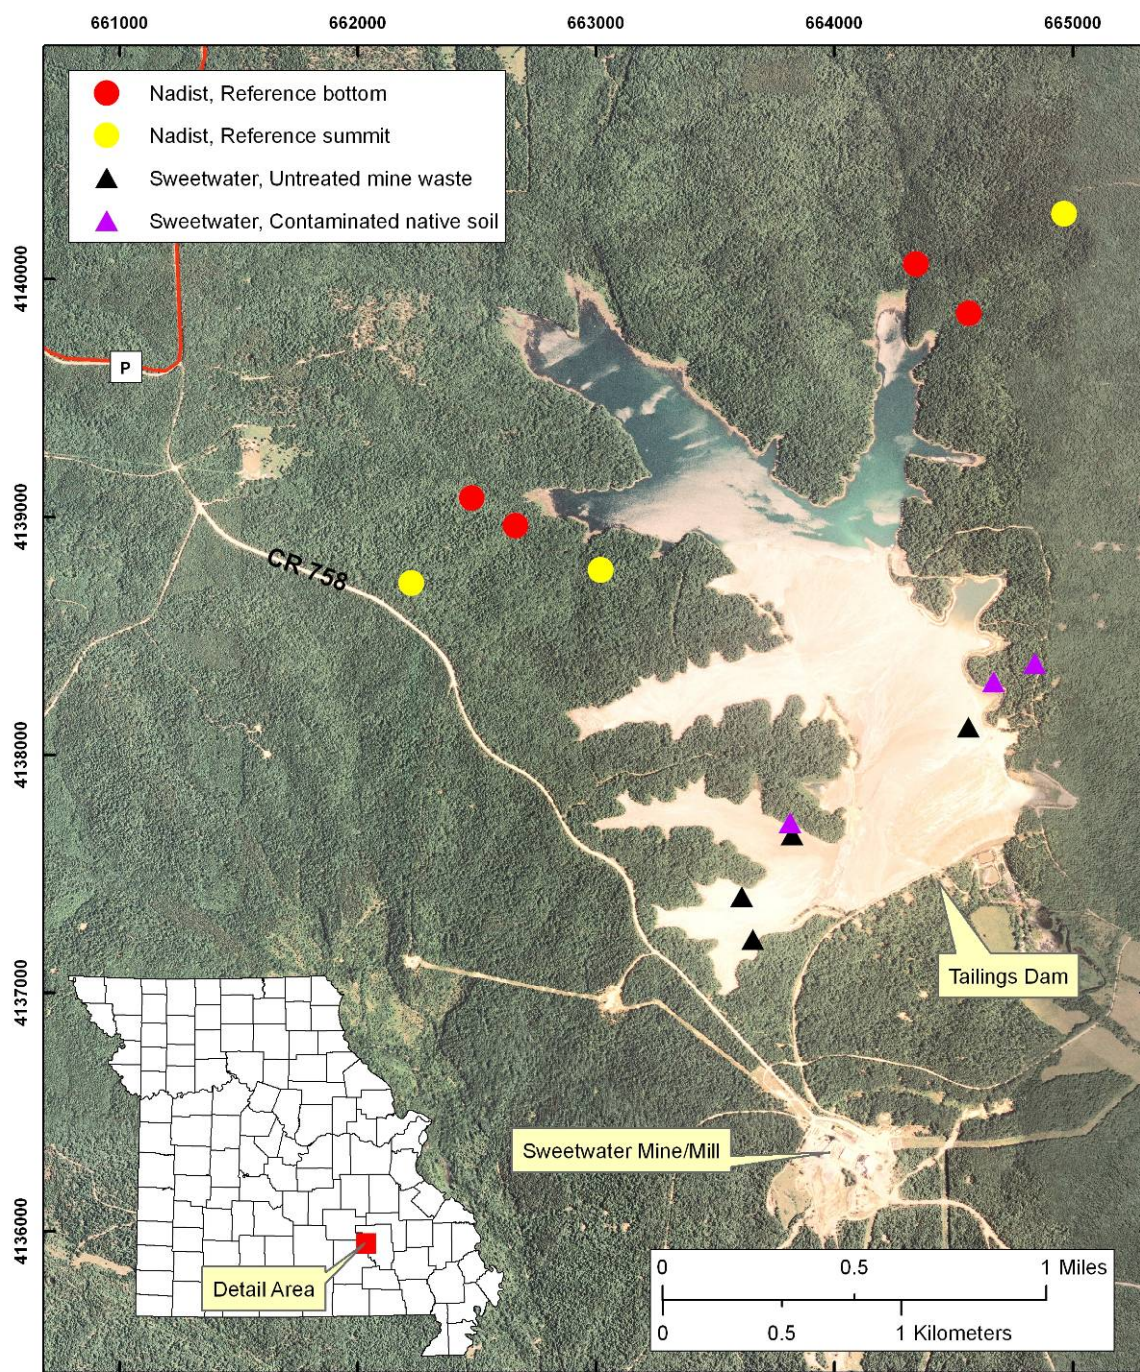 661000 662000 663000 664000 665000
Nadist, Reference bottom
Nadist, Reference summit
Sweetwater, Untreated mine waste
Sweetwater, Contaminated native soil
4140000
P
4139000
CR 758
4138000
Tailings Dam
4137000
Sweetwater Mine/Mill
4136000
Detail Area
0 0.5 1 Miles
0 0.5 1 Kilometers